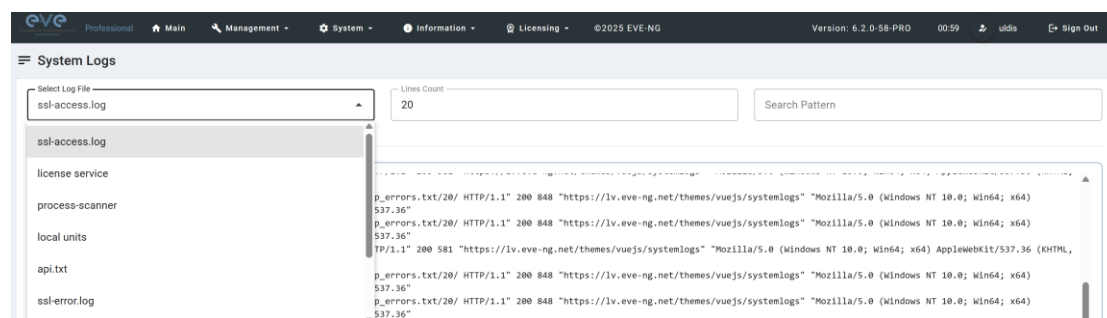 eve Professional Main Management System Information Licensing ©2025 EVE-NG Version: 6.2.0-58-PRO 00:59 uldis Sign Out
System Logs
Select Log File
ssl-access.log
Lines Count
20
Search Pattern
ssl-access.log
license service
process-scanner
local units
api.txt
ssl-error.log
p_errors.txt/20/ HTTP/1.1" 200 848 "https://lv.eve-ng.net/themes/vuejs/systemlogs" "Mozilla/5.0 (Windows NT 10.0; Win64; x64)
537.36"
p_errors.txt/20/ HTTP/1.1" 200 848 "https://lv.eve-ng.net/themes/vuejs/systemlogs" "Mozilla/5.0 (Windows NT 10.0; Win64; x64)
537.36"
TP/1.1" 200 581 "https://lv.eve-ng.net/themes/vuejs/systemlogs" "Mozilla/5.0 (Windows NT 10.0; Win64; x64) AppleWebKit/537.36 (KHTML,
p_errors.txt/20/ HTTP/1.1" 200 848 "https://lv.eve-ng.net/themes/vuejs/systemlogs" "Mozilla/5.0 (Windows NT 10.0; Win64; x64)
537.36"
p_errors.txt/20/ HTTP/1.1" 200 848 "https://lv.eve-ng.net/themes/vuejs/systemlogs" "Mozilla/5.0 (Windows NT 10.0; Win64; x64)
537.36"